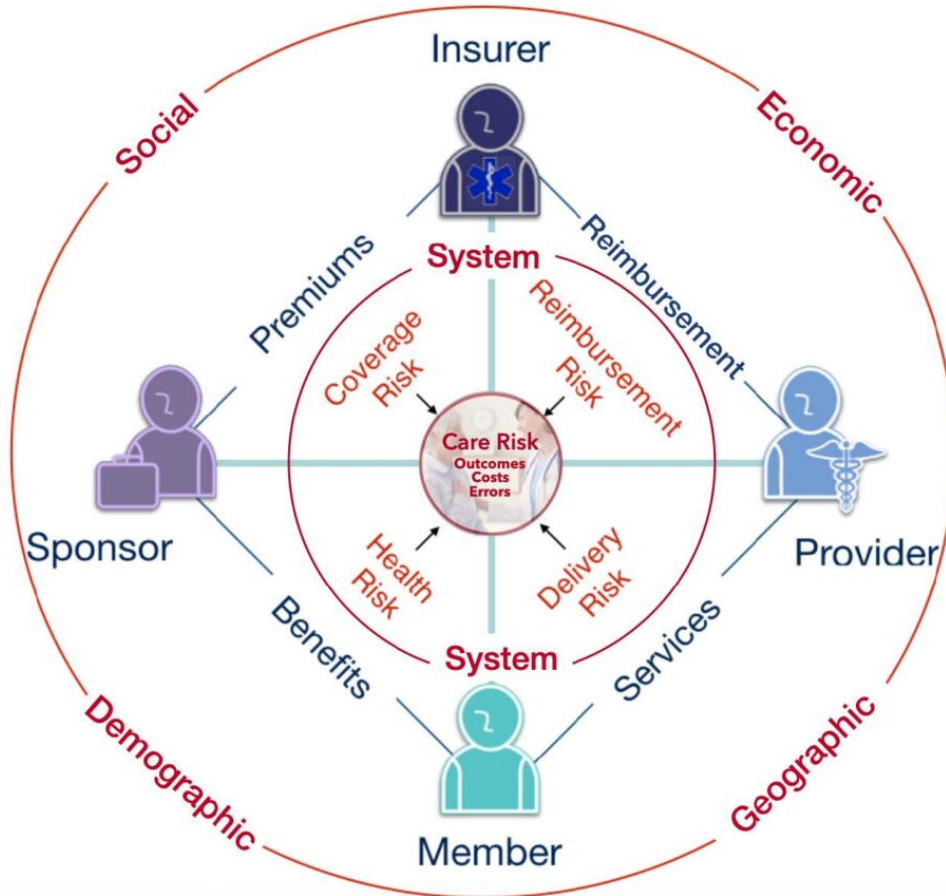 Insurer
Social
Economic
Premiums
Reimbursement
System
Coverage
Risk
Reimbursement
Risk
Care Risk
Outcomes
Costs
Errors
Sponsor
Provider
Health
Risk
Delivery
Risk
Benefits
Services
System
Demographic
Geographic
Member